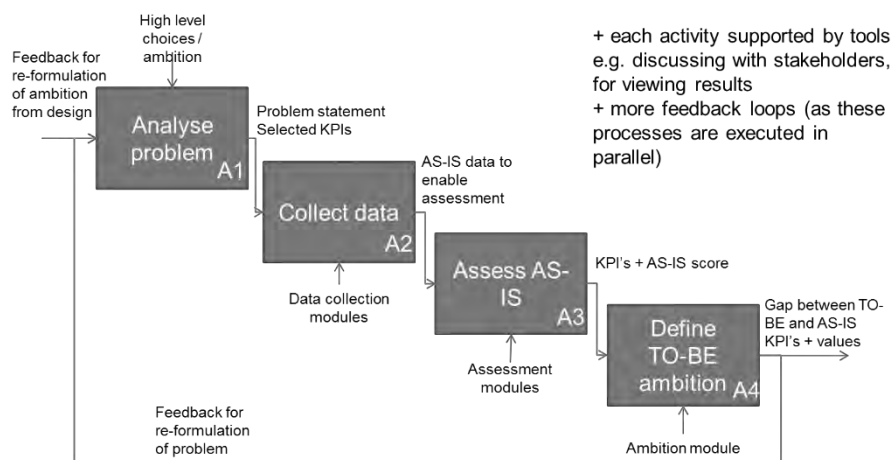 High level
choices /
ambition
Feedback for
re-formulation
of ambition
from design
+ each activity supported by tools
e.g. discussing with stakeholders,
for viewing results
+ more feedback loops (as these
processes are executed in
parallel)
Analyse
problem
A1
Problem statement
Selected KPIs
Collect data
A2
AS-IS data to
enable
assessment
Data collection
modules
Assess AS-
IS
A3
KPI's + AS-IS score
Assessment
modules
Define
TO-BE
ambition
A4
Gap between TO-
BE and AS-IS
KPI's + values
Ambition module
Feedback for
re-formulation
of problem